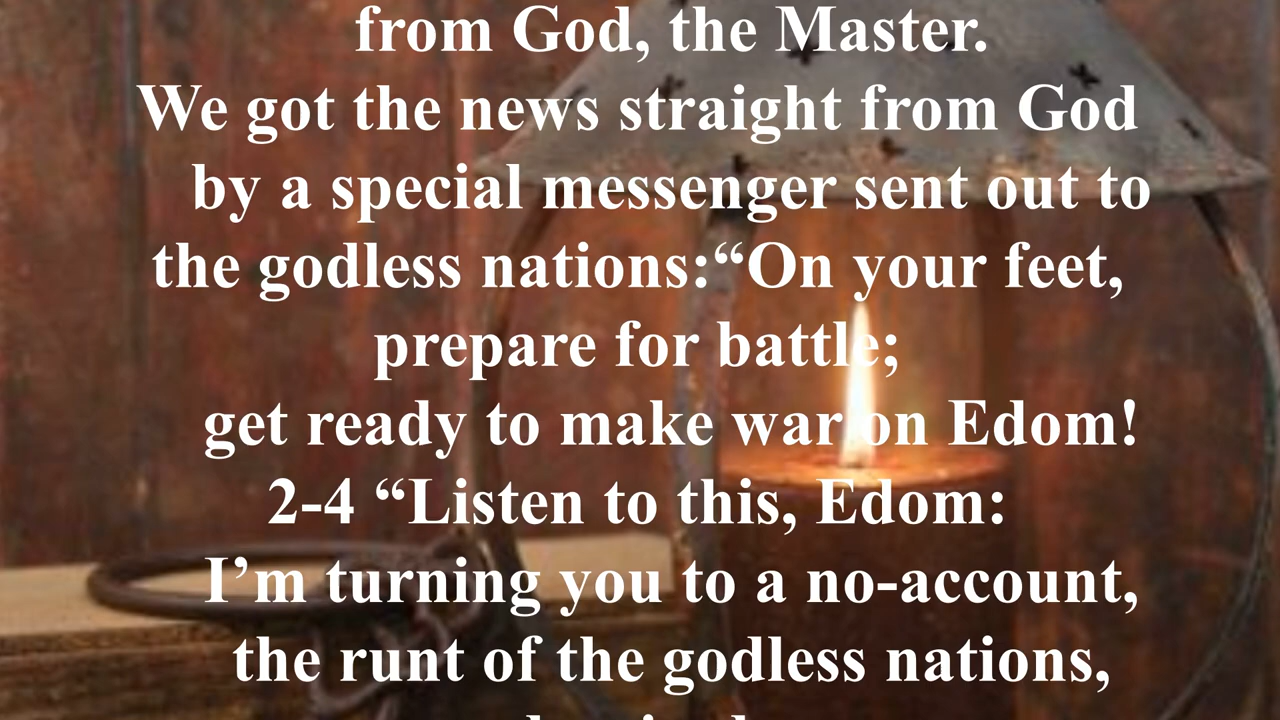 from God, the Master.
We got the news straight from God
by a special messenger sent out to
the godless nations:“On your feet,
prepare for battle;
get ready to make war on Edom!
2-4 “Listen to this, Edom:
I’m turning you to a no-account,
the runt of the godless nations,